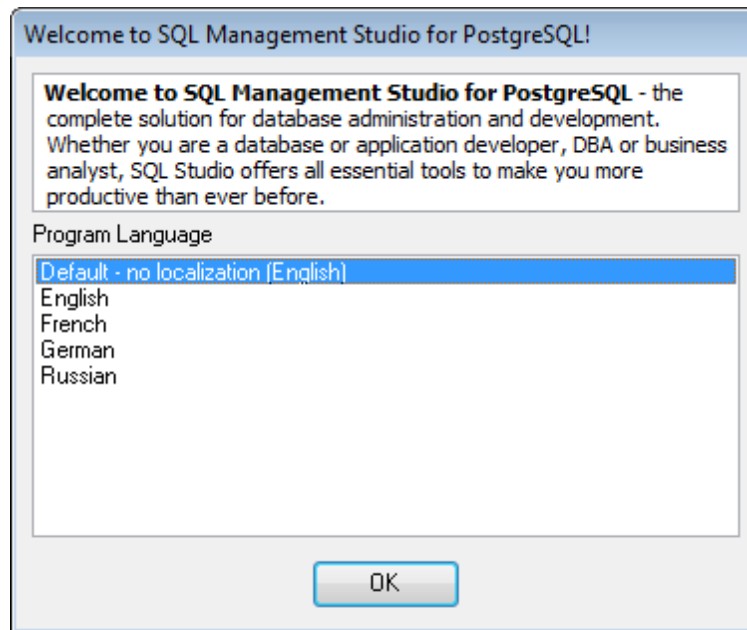 Welcome to SQL Management Studio for PostgreSQL!
Welcome to SQL Management Studio for PostgreSQL - the
complete solution for database administration and development.
Whether you are a database or application developer, DBA or business
analyst, SQL Studio offers all essential tools to make you more
productive than ever before.
Program Language
Default - no localization (English)
English
French
German
Russian
OK